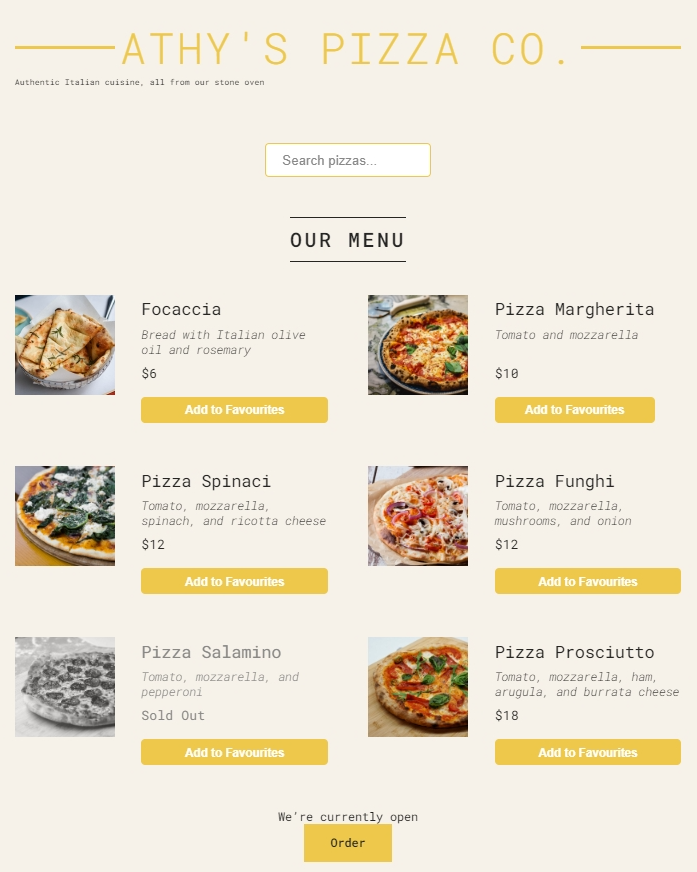 ATHY'S PIZZA CO.
Authentic Italian cuisine, all from our stone oven
Search pizzas...
OUR MENU
Focaccia
Bread with Italian olive
oil and rosemary
$6
Add to Favourites
Pizza Margherita
Tomato and mozzarella
$10
Add to Favourites
Pizza Spinaci
Tomato, mozzarella,
spinach, and ricotta cheese
$12
Add to Favourites
Pizza Funghi
Tomato, mozzarella,
mushrooms, and onion
$12
Add to Favourites
Pizza Salamino
Tomato, mozzarella, and
pepperoni
Sold Out
Add to Favourites
Pizza Prosciutto
Tomato, mozzarella, ham,
arugula, and burrata cheese
$18
Add to Favourites
We're currently open
Order